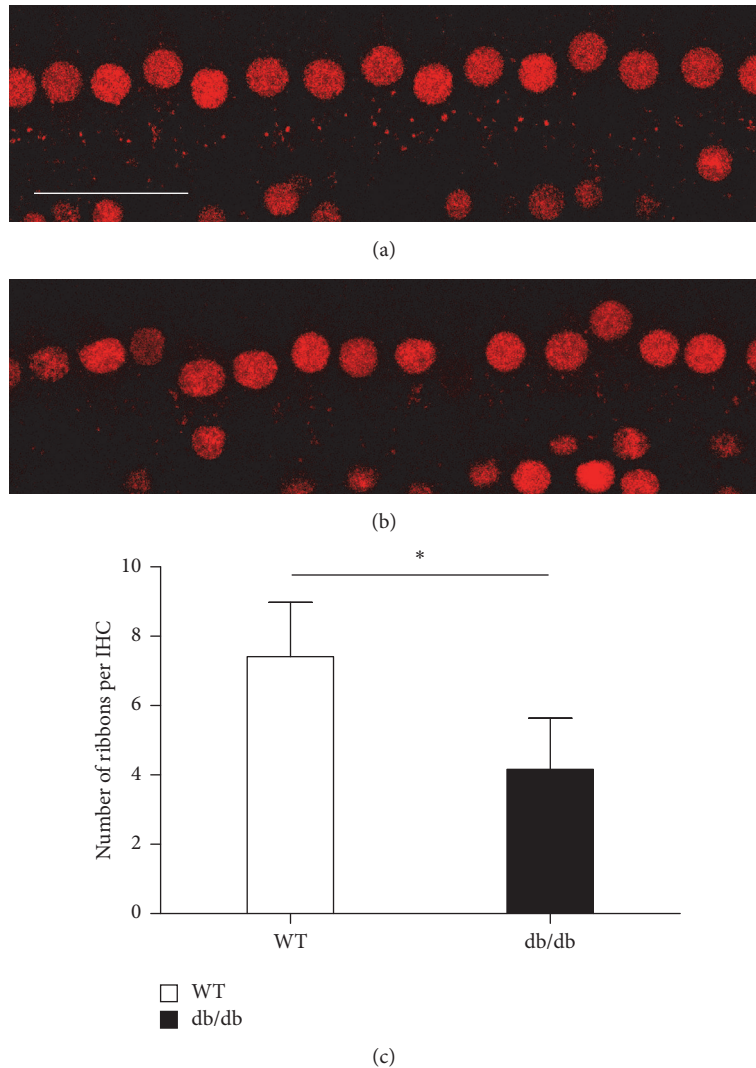 (a)
(b)
10
8
6
4
2
0
Number of ribbons per IHC
*
WT
db/db
WT
db/db
(c)